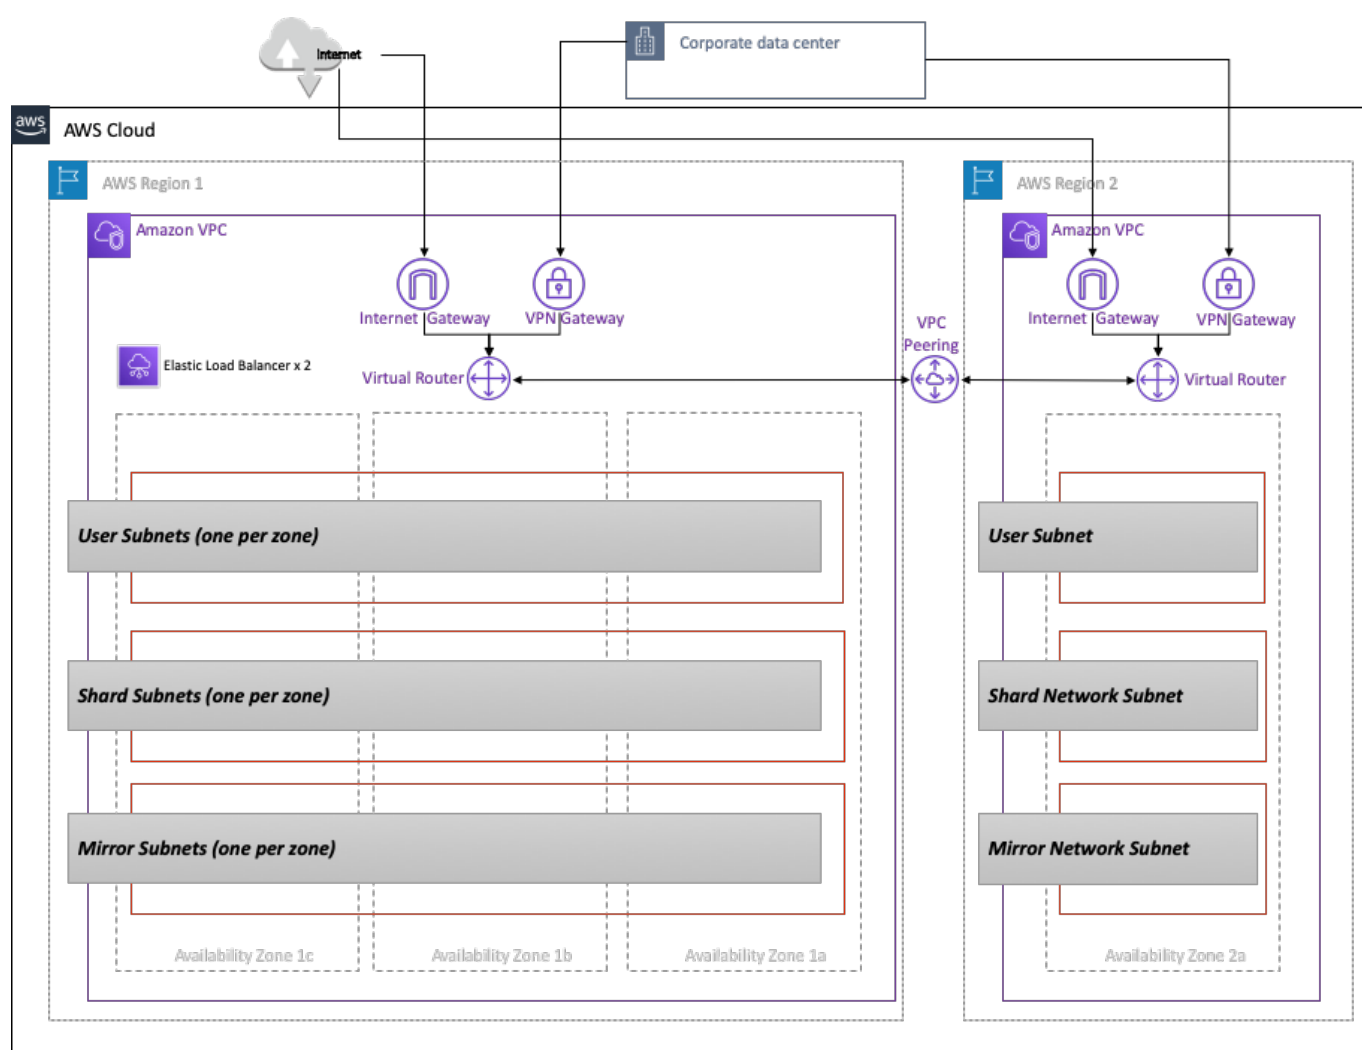 Internet
Corporate data center
aws
AWS Cloud
AWS Region 1
AWS Region 2
Amazon VPC
Amazon VPC
Internet Gateway
VPN Gateway
Internet Gateway
VPN Gateway
VPC
Peering
Elastic Load Balancer x 2
Virtual Router
Virtual Router
User Subnets (one per zone)
User Subnet
Shard Subnets (one per zone)
Shard Network Subnet
Mirror Subnets (one per zone)
Mirror Network Subnet
Availability Zone 1c
Availability Zone 1b
Availability Zone 1a
Availability Zone 2a